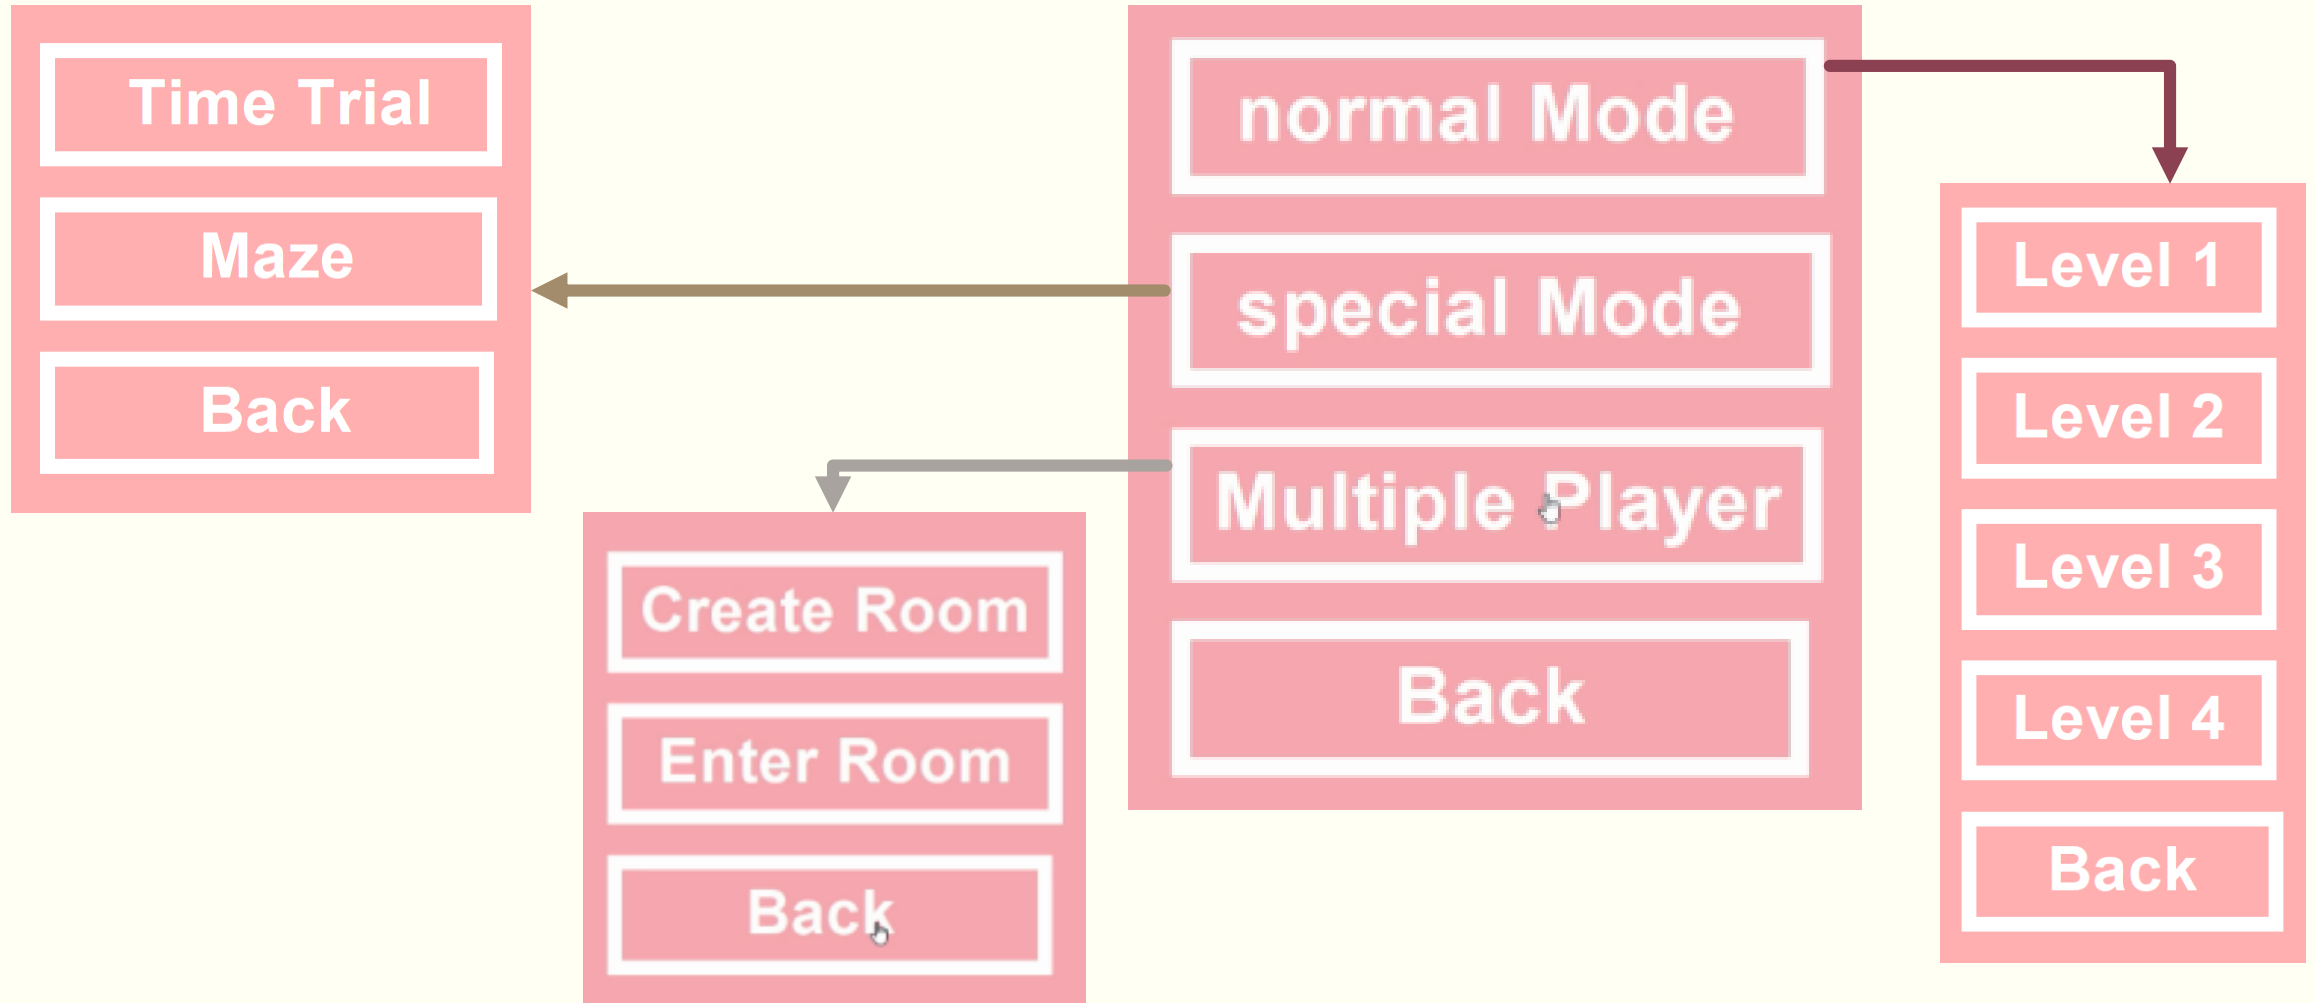 Time Trial
Maze
Back
Create Room
Enter Room
Back
normal Mode
special Mode
Multiple Player
Back
Level 1
Level 2
Level 3
Level 4
Back